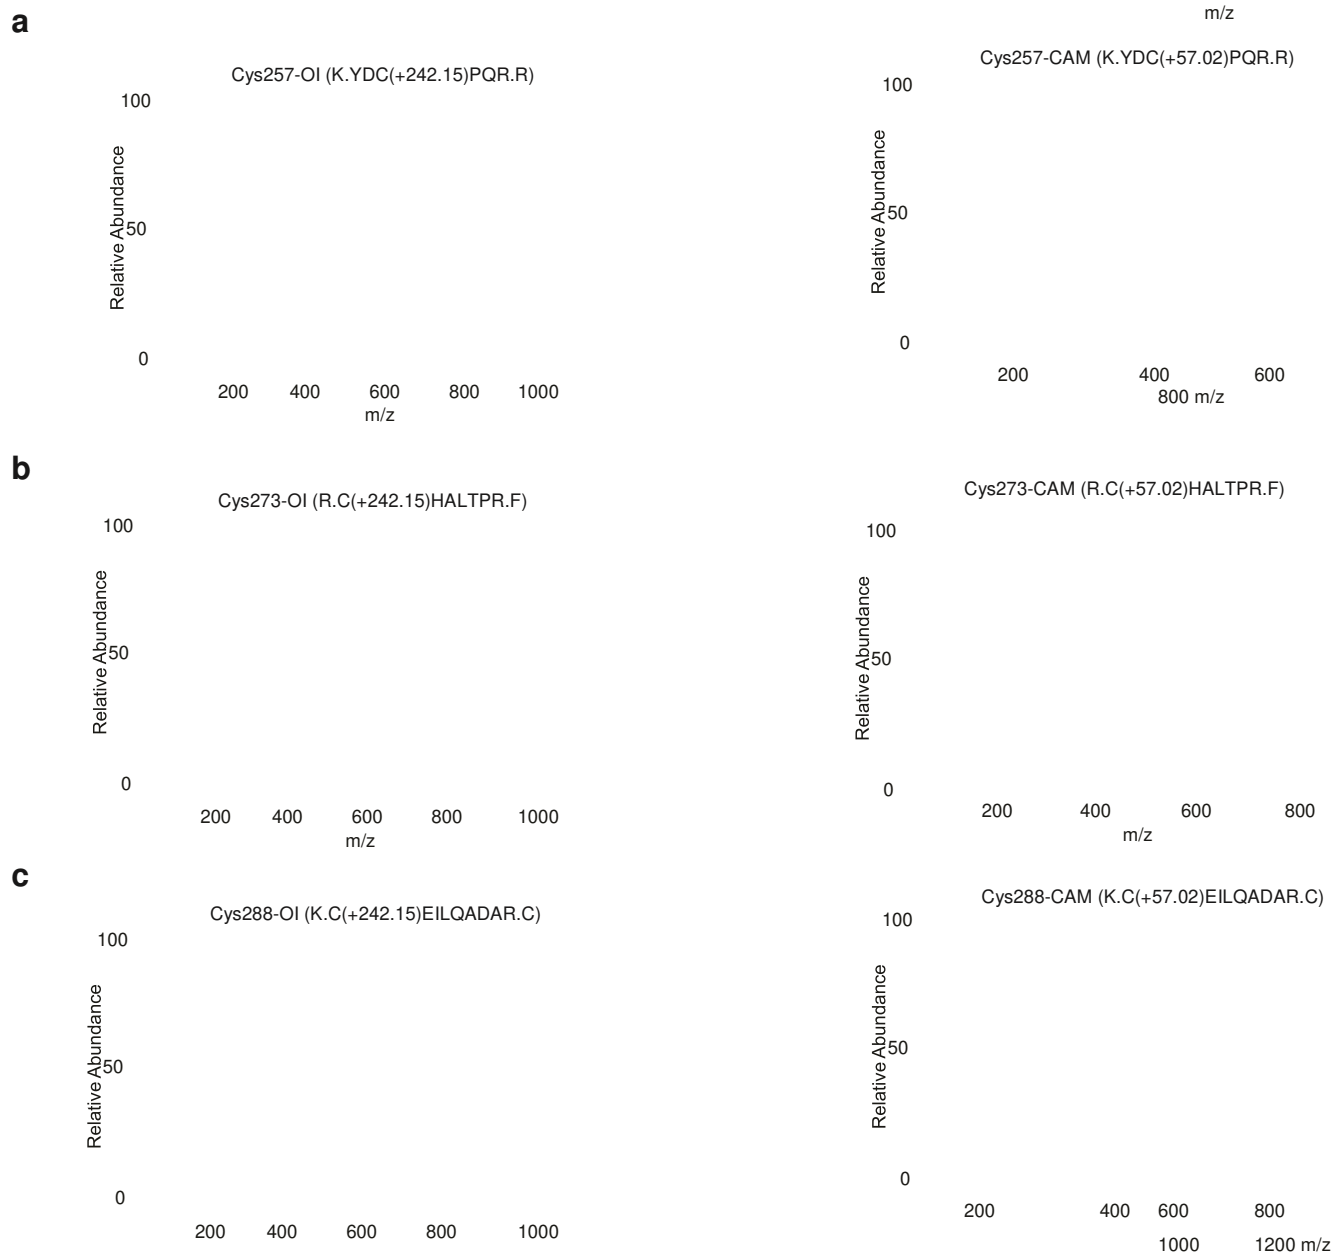 a
m/z
Cys257-OI (K.YDC(+242.15)PQR.R)
100
Relative Abundance
50
0
200 400 600 800 1000
m/z
Cys257-CAM (K.YDC(+57.02)PQR.R)
100
Relative Abundance
50
0
200 400 600
800 m/z
b
Cys273-OI (R.C(+242.15)HALTPR.F)
100
Relative Abundance
50
0
200 400 600 800 1000
m/z
Cys273-CAM (R.C(+57.02)HALTPR.F)
100
Relative Abundance
50
0
200 400 600 800
m/z
c
Cys288-OI (K.C(+242.15)EILQADAR.C)
100
Relative Abundance
50
0
200 400 600 800 1000
Cys288-CAM (K.C(+57.02)EILQADAR.C)
100
Relative Abundance
50
0
200 400 600 800
1000 1200 m/z